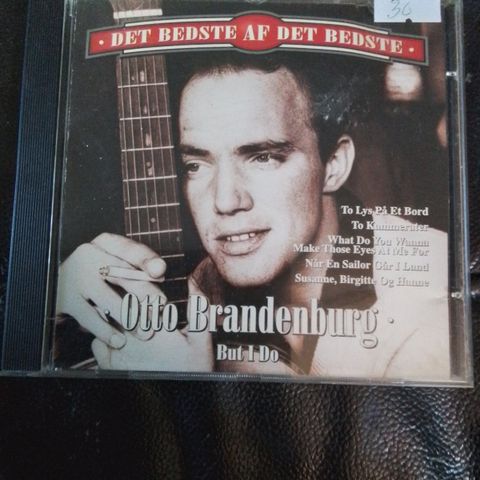 36
· DET BEDSTE AF DET BEDSTE ·
To Lys På Et Bord
To Kammerater
What Do You Wanna
Make Those Eyes At Me For
Når En Sailor Går I Land
Susanne, Birgitte Og Hanne
· Otto Brandenburg ·
But I Do